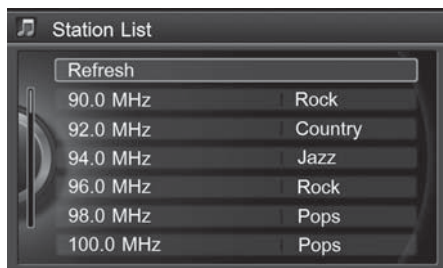 Station List
Refresh
90.0 MHz Rock
92.0 MHz Country
94.0 MHz Jazz
96.0 MHz Rock
98.0 MHz Pops
100.0 MHz Pops